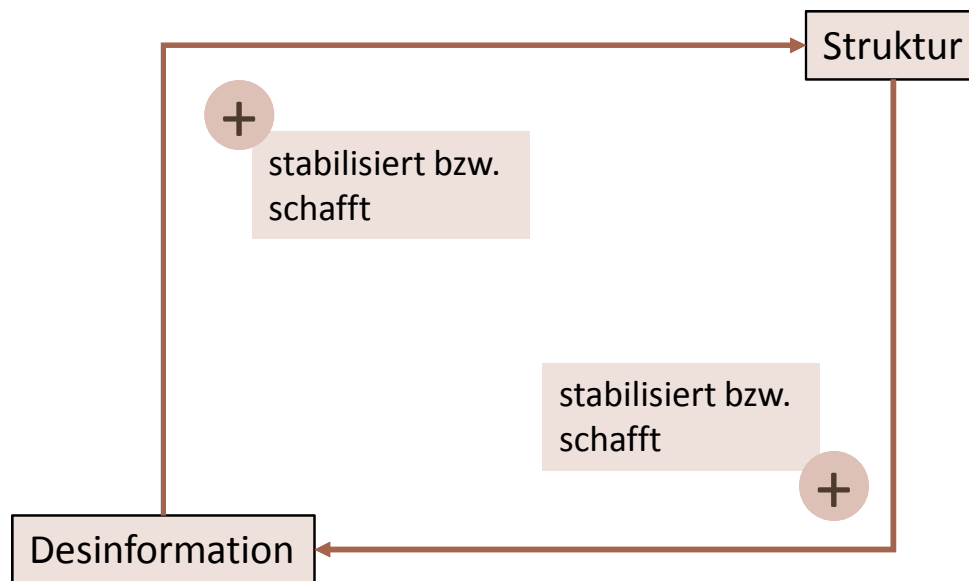 Struktur
+
stabilisiert bzw.
schafft
stabilisiert bzw.
schafft
+
Desinformation